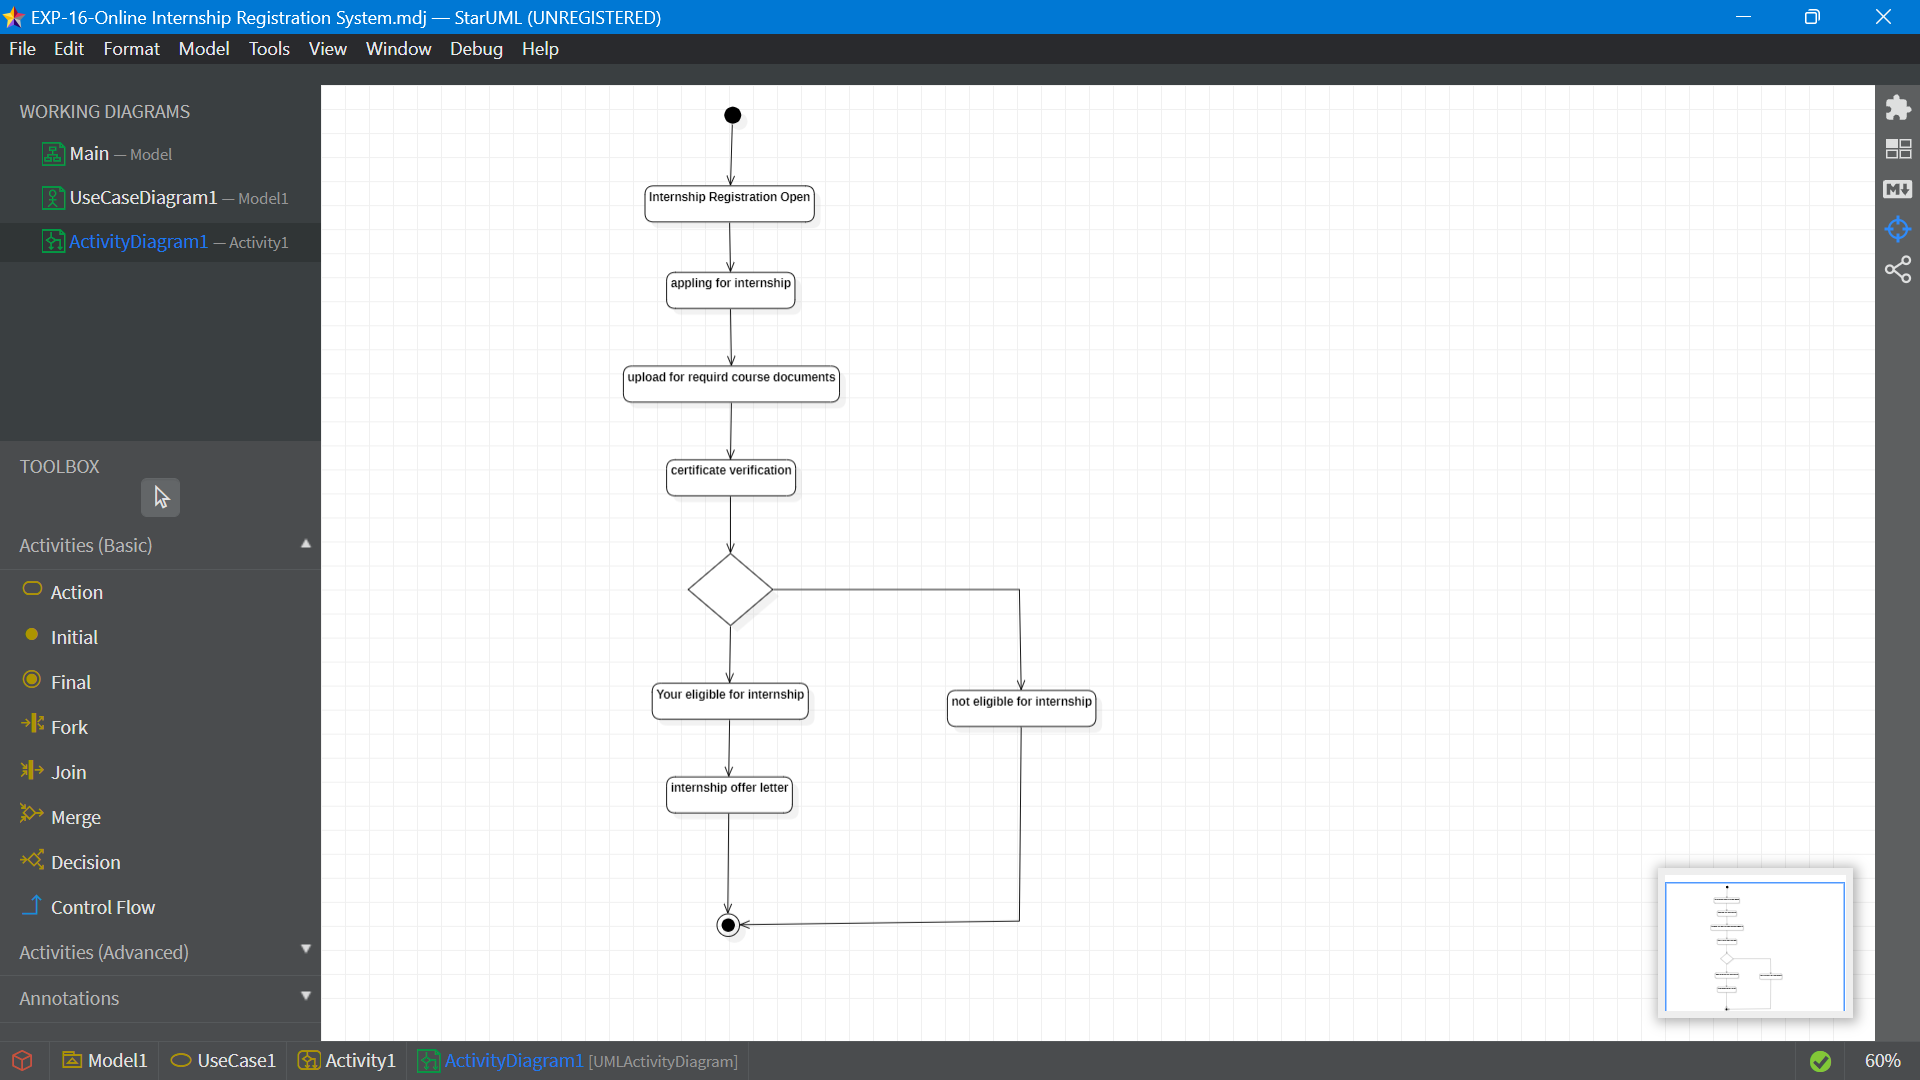 EXP-16-Online Internship Registration System.mdj — StarUML (UNREGISTERED)
File Edit Format Model Tools View Window Debug Help
WORKING DIAGRAMS
Main — Model
UseCaseDiagram1 — Model1
ActivityDiagram1 — Activity1
TOOLBOX
Activities (Basic)
Action
Initial
Final
Fork
Join
Merge
Decision
Control Flow
Activities (Advanced)
Annotations
Internship Registration Open
appling for internship
upload for requird course documents
certificate verification
Your eligible for internship
not eligible for internship
internship offer letter
M
Model1 UseCase1 Activity1 ActivityDiagram1 [UMLActivityDiagram] 60%